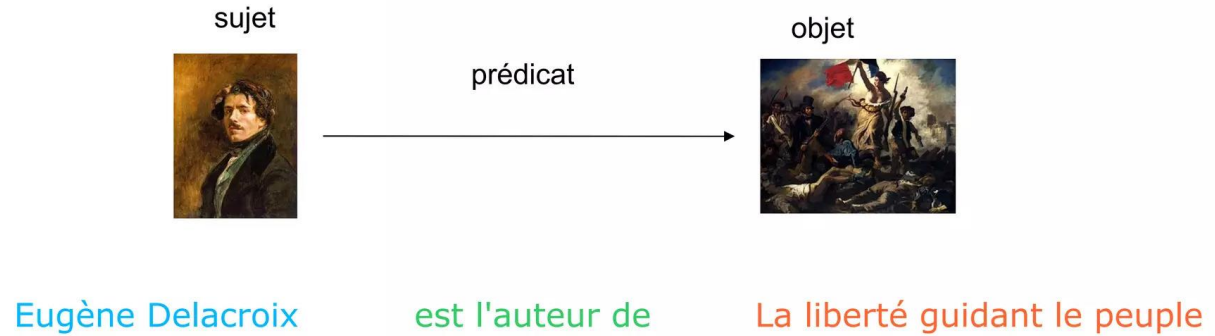 sujet
objet
prédicat
Eugène Delacroix est l'auteur de La liberté guidant le peuple